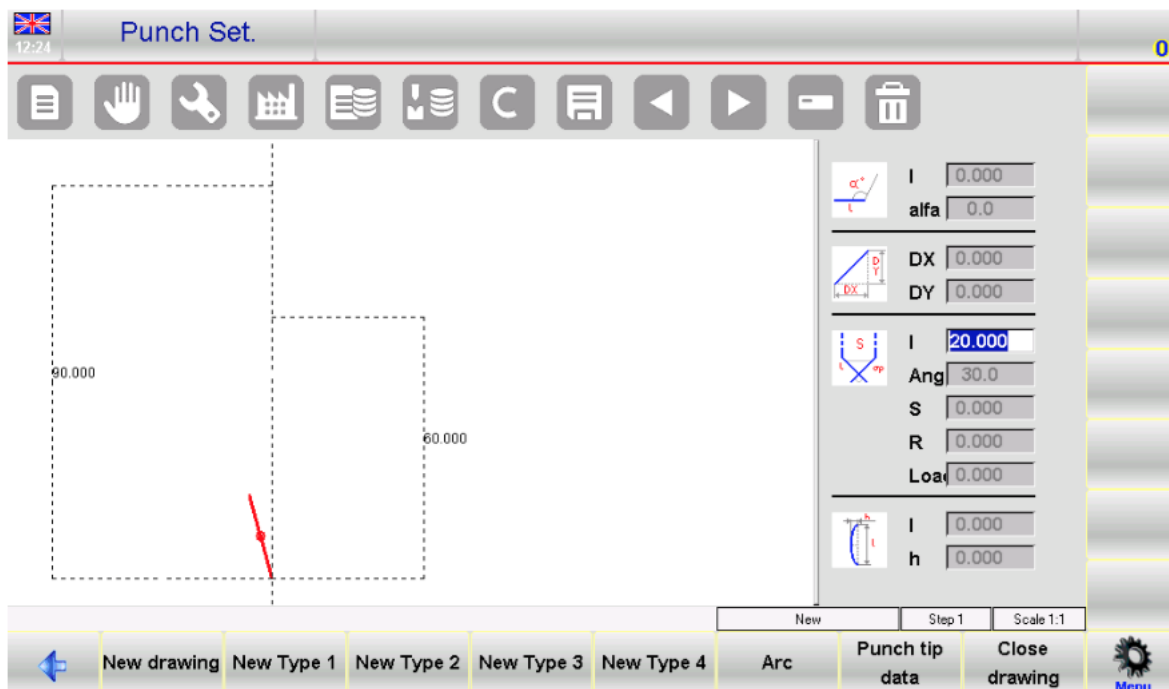 12:24
Punch Set.
0
C
90.000
60.000
α°
l
l 0.000
alfa 0.0
D
Y
DX
DX 0.000
DY 0.000
S
l
αp
l 20.000
Ang 30.0
S 0.000
R 0.000
Load 0.000
h
l
l 0.000
h 0.000
New Step 1 Scale 1:1
New drawing New Type 1 New Type 2 New Type 3 New Type 4 Arc Punch tip data Close drawing Menu